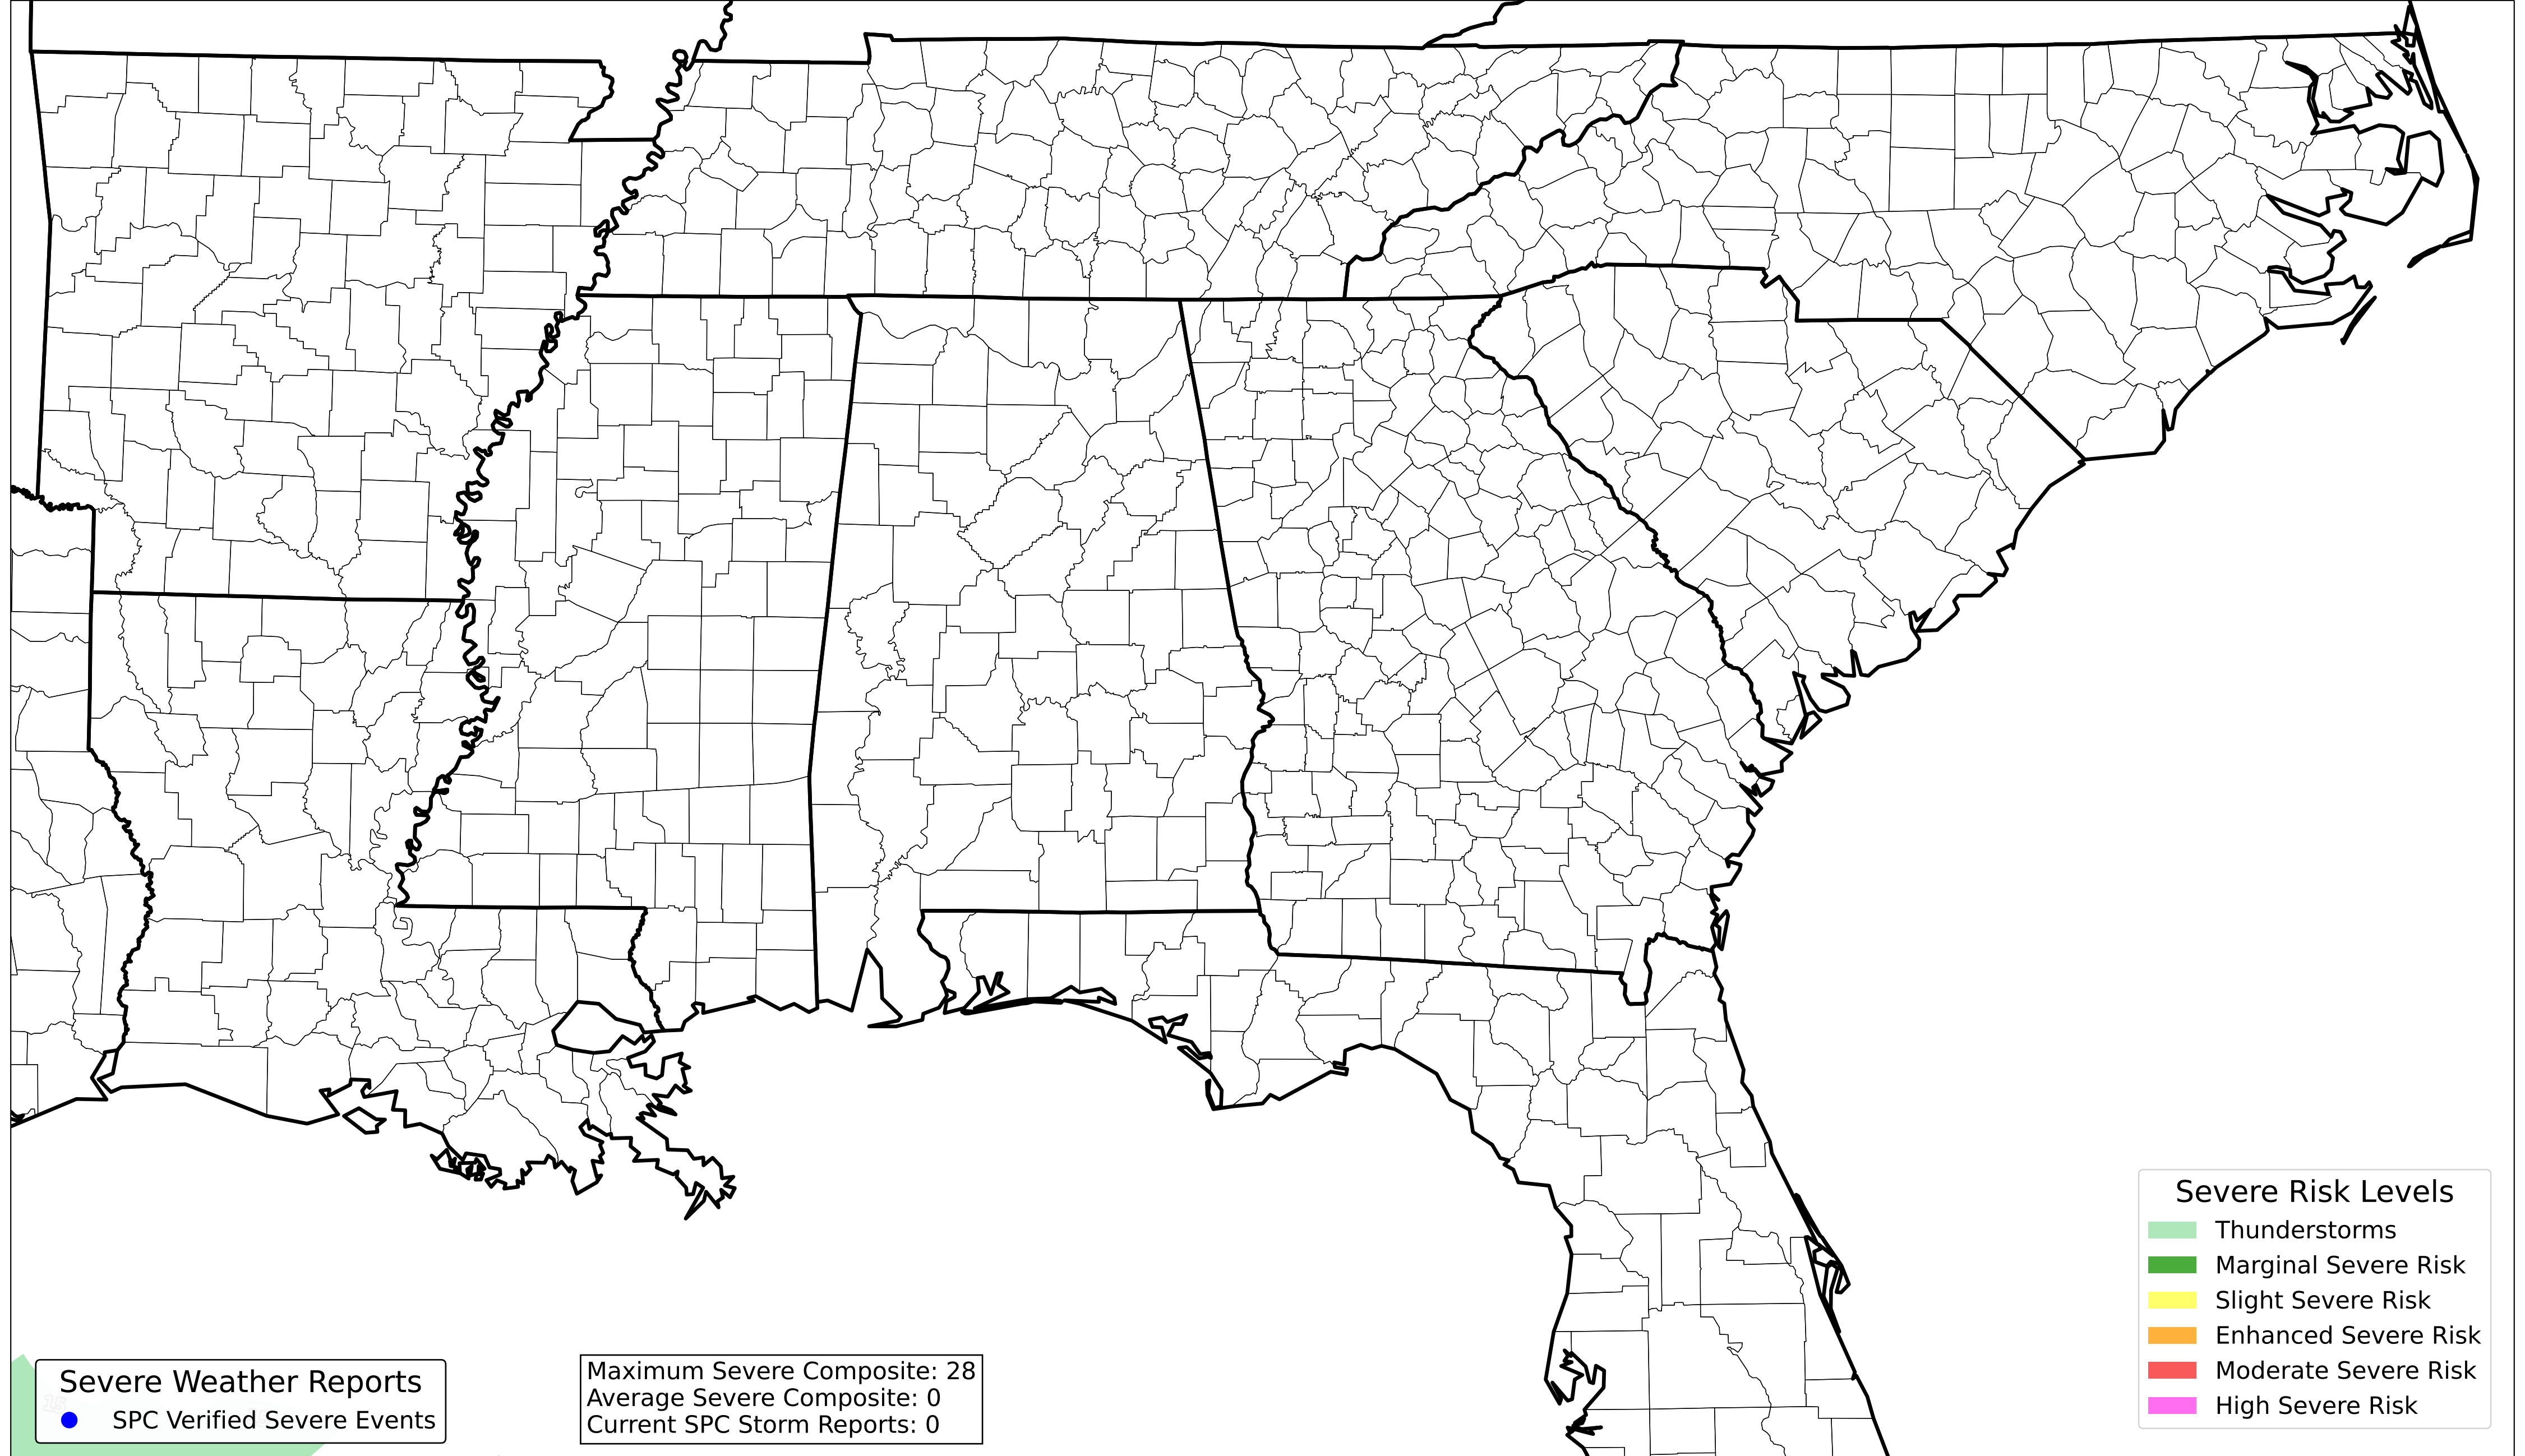 Severe Weather Reports
SPC Verified Severe Events
Maximum Severe Composite: 28
Average Severe Composite: 0
Current SPC Storm Reports: 0
Severe Risk Levels
Thunderstorms
Marginal Severe Risk
Slight Severe Risk
Enhanced Severe Risk
Moderate Severe Risk
High Severe Risk